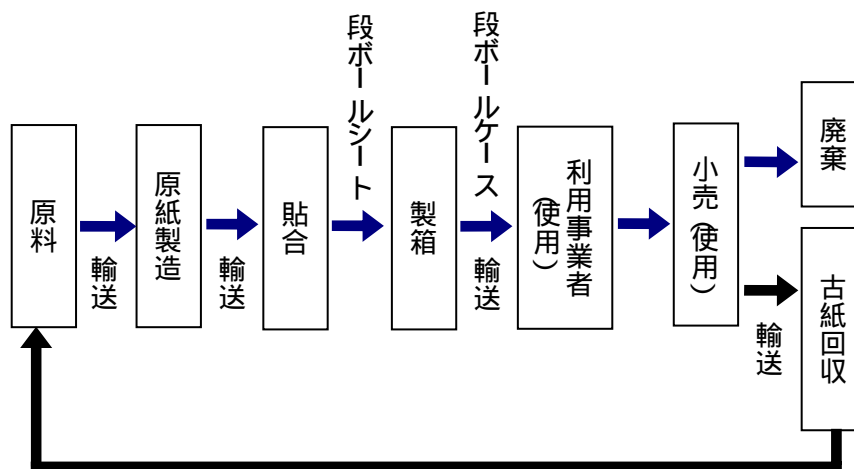 原料
輸送
原紙製造
輸送
貼合
段ボールシート
製箱
段ボールケース
輸送
利用事業者
(使用)
小売(使用)
廃棄
輸送
古紙回収